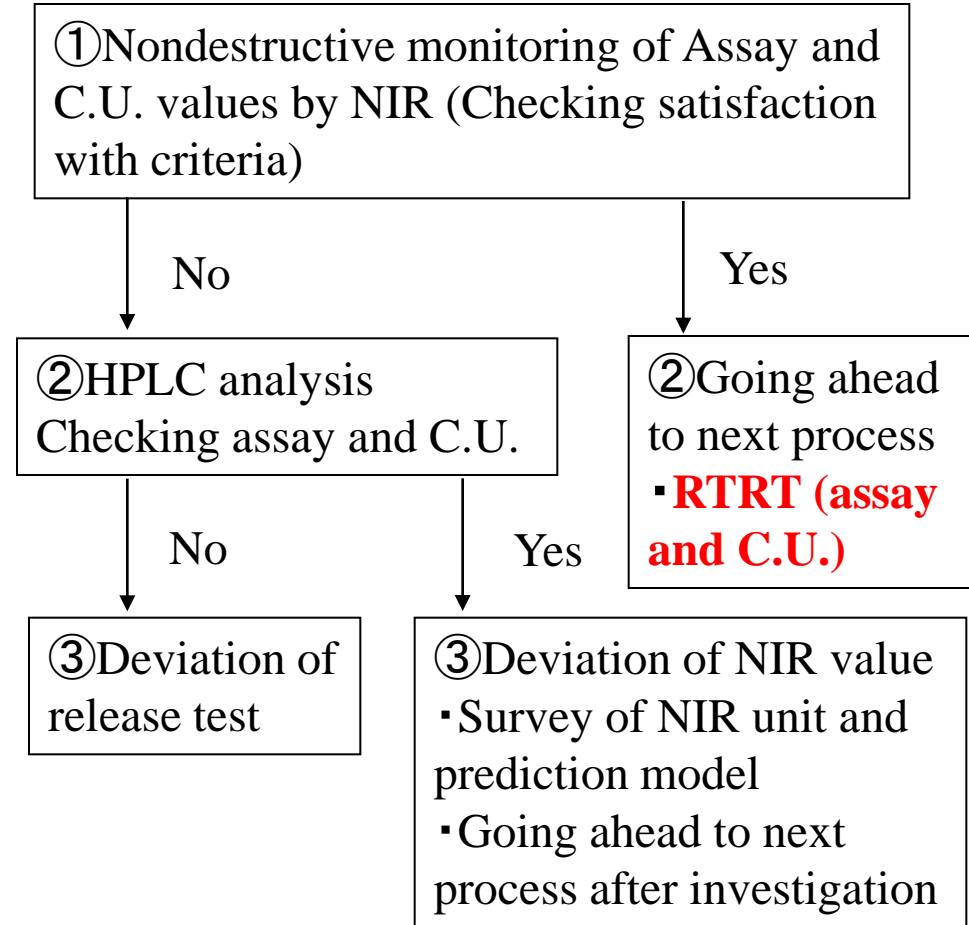 ①Nondestructive monitoring of Assay and
C.U. values by NIR (Checking satisfaction
with criteria)
No
Yes
②HPLC analysis
Checking assay and C.U.
②Going ahead
to next process
・RTRT (assay
and C.U.)
No
Yes
③Deviation of
release test
③Deviation of NIR value
・Survey of NIR unit and
prediction model
・Going ahead to next
process after investigation